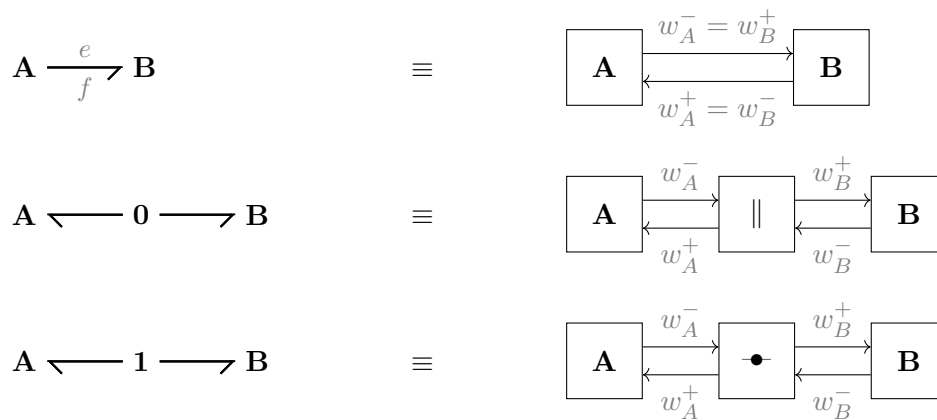 e
A B ≡ A w_A^- = w_B^+ B
f w_A^+ = w_B^-
w_A^- w_B^+
A 0 B ≡ A || B
w_A^+ w_B^-
w_A^- w_B^+
A 1 B ≡ A B
w_A^+ w_B^-